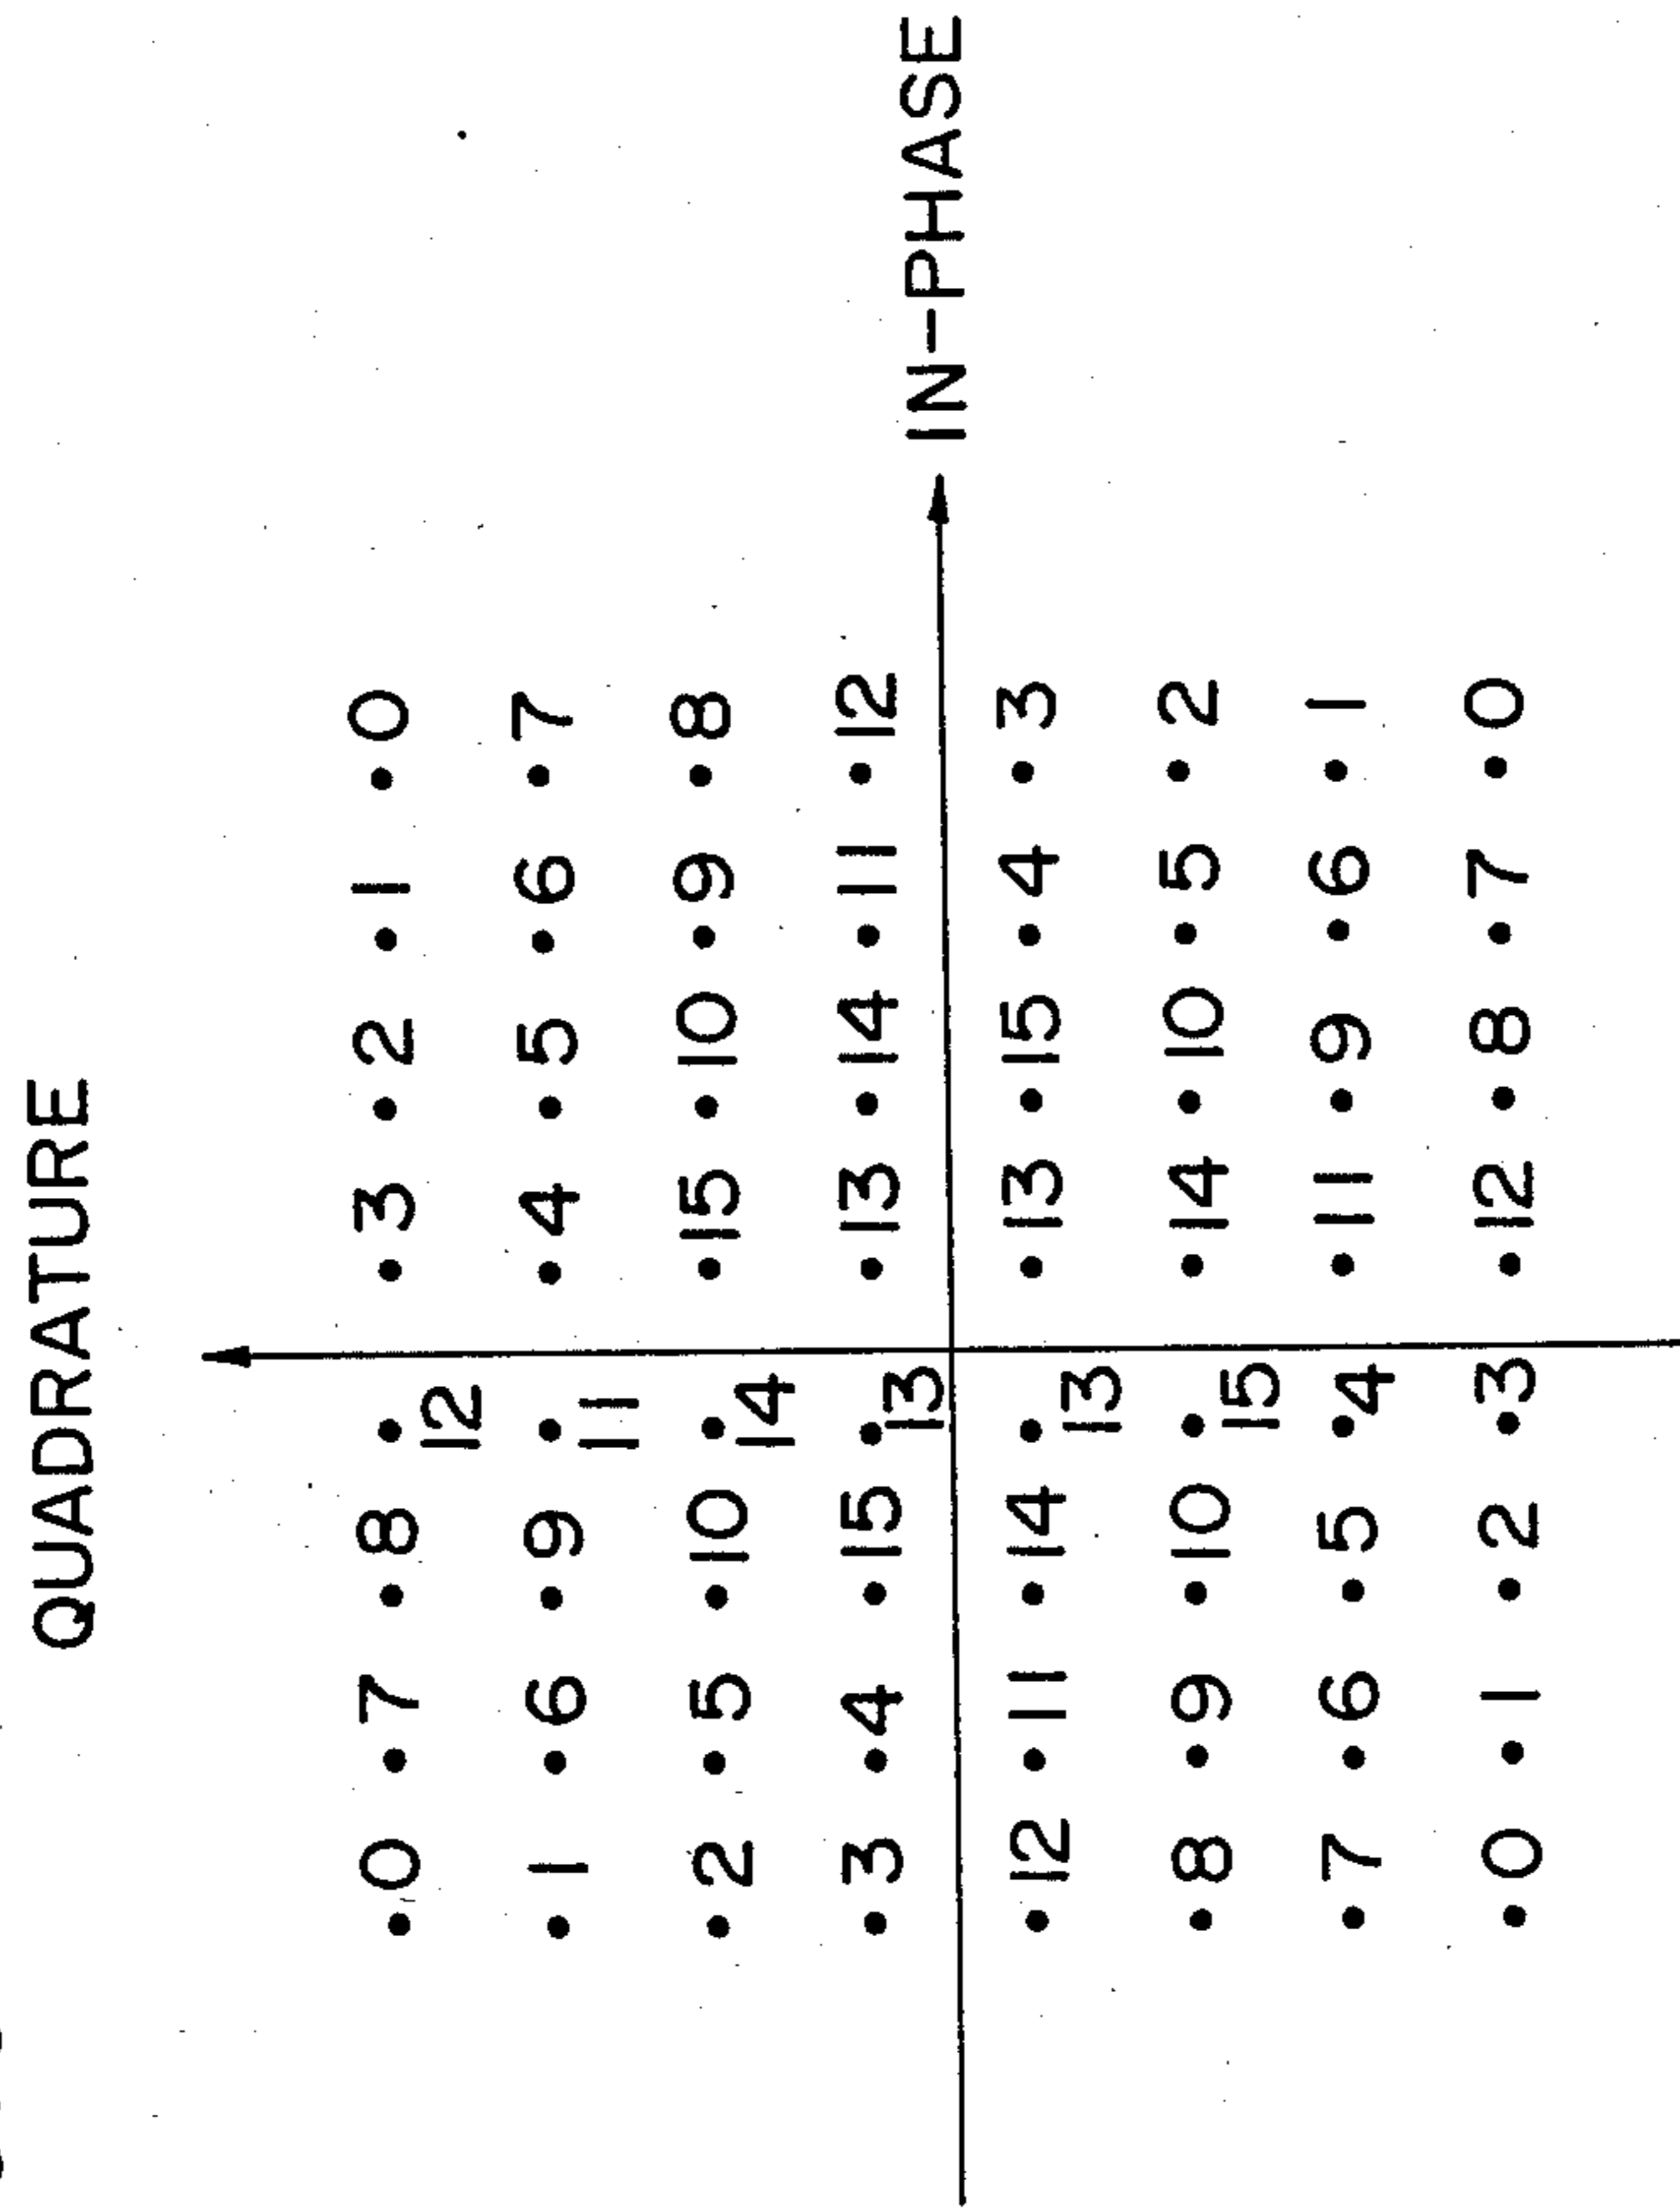 QUADRATURE
0 7 8 12 3 2 1 0
1 6 9 11 4 5 6 7
2 5 10 14 15 10 9 8
3 4 15 13 13 14 11 12
IN-PHASE
12 11 14 13 13 15 4 3
8 9 10 15 14 10 5 2
7 6 5 4 11 9 6 1
0 1 2 3 12 8 7 0